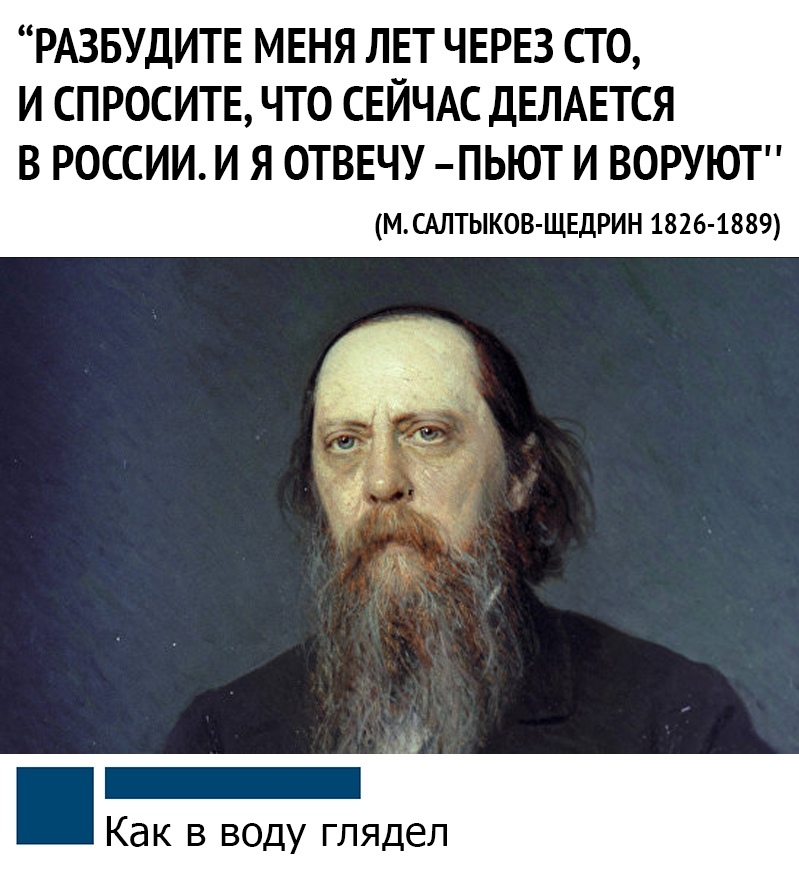 “РАЗБУДИТЕ МЕНЯ ЛЕТ ЧЕРЕЗ СТО,
И СПРОСИТЕ, ЧТО СЕЙЧАС ДЕЛАЕТСЯ
В РОССИИ. И Я ОТВЕЧУ –ПЬЮТ И ВОРУЮТ''
(М. САЛТЫКОВ-ЩЕДРИН 1826-1889)
Как в воду глядел